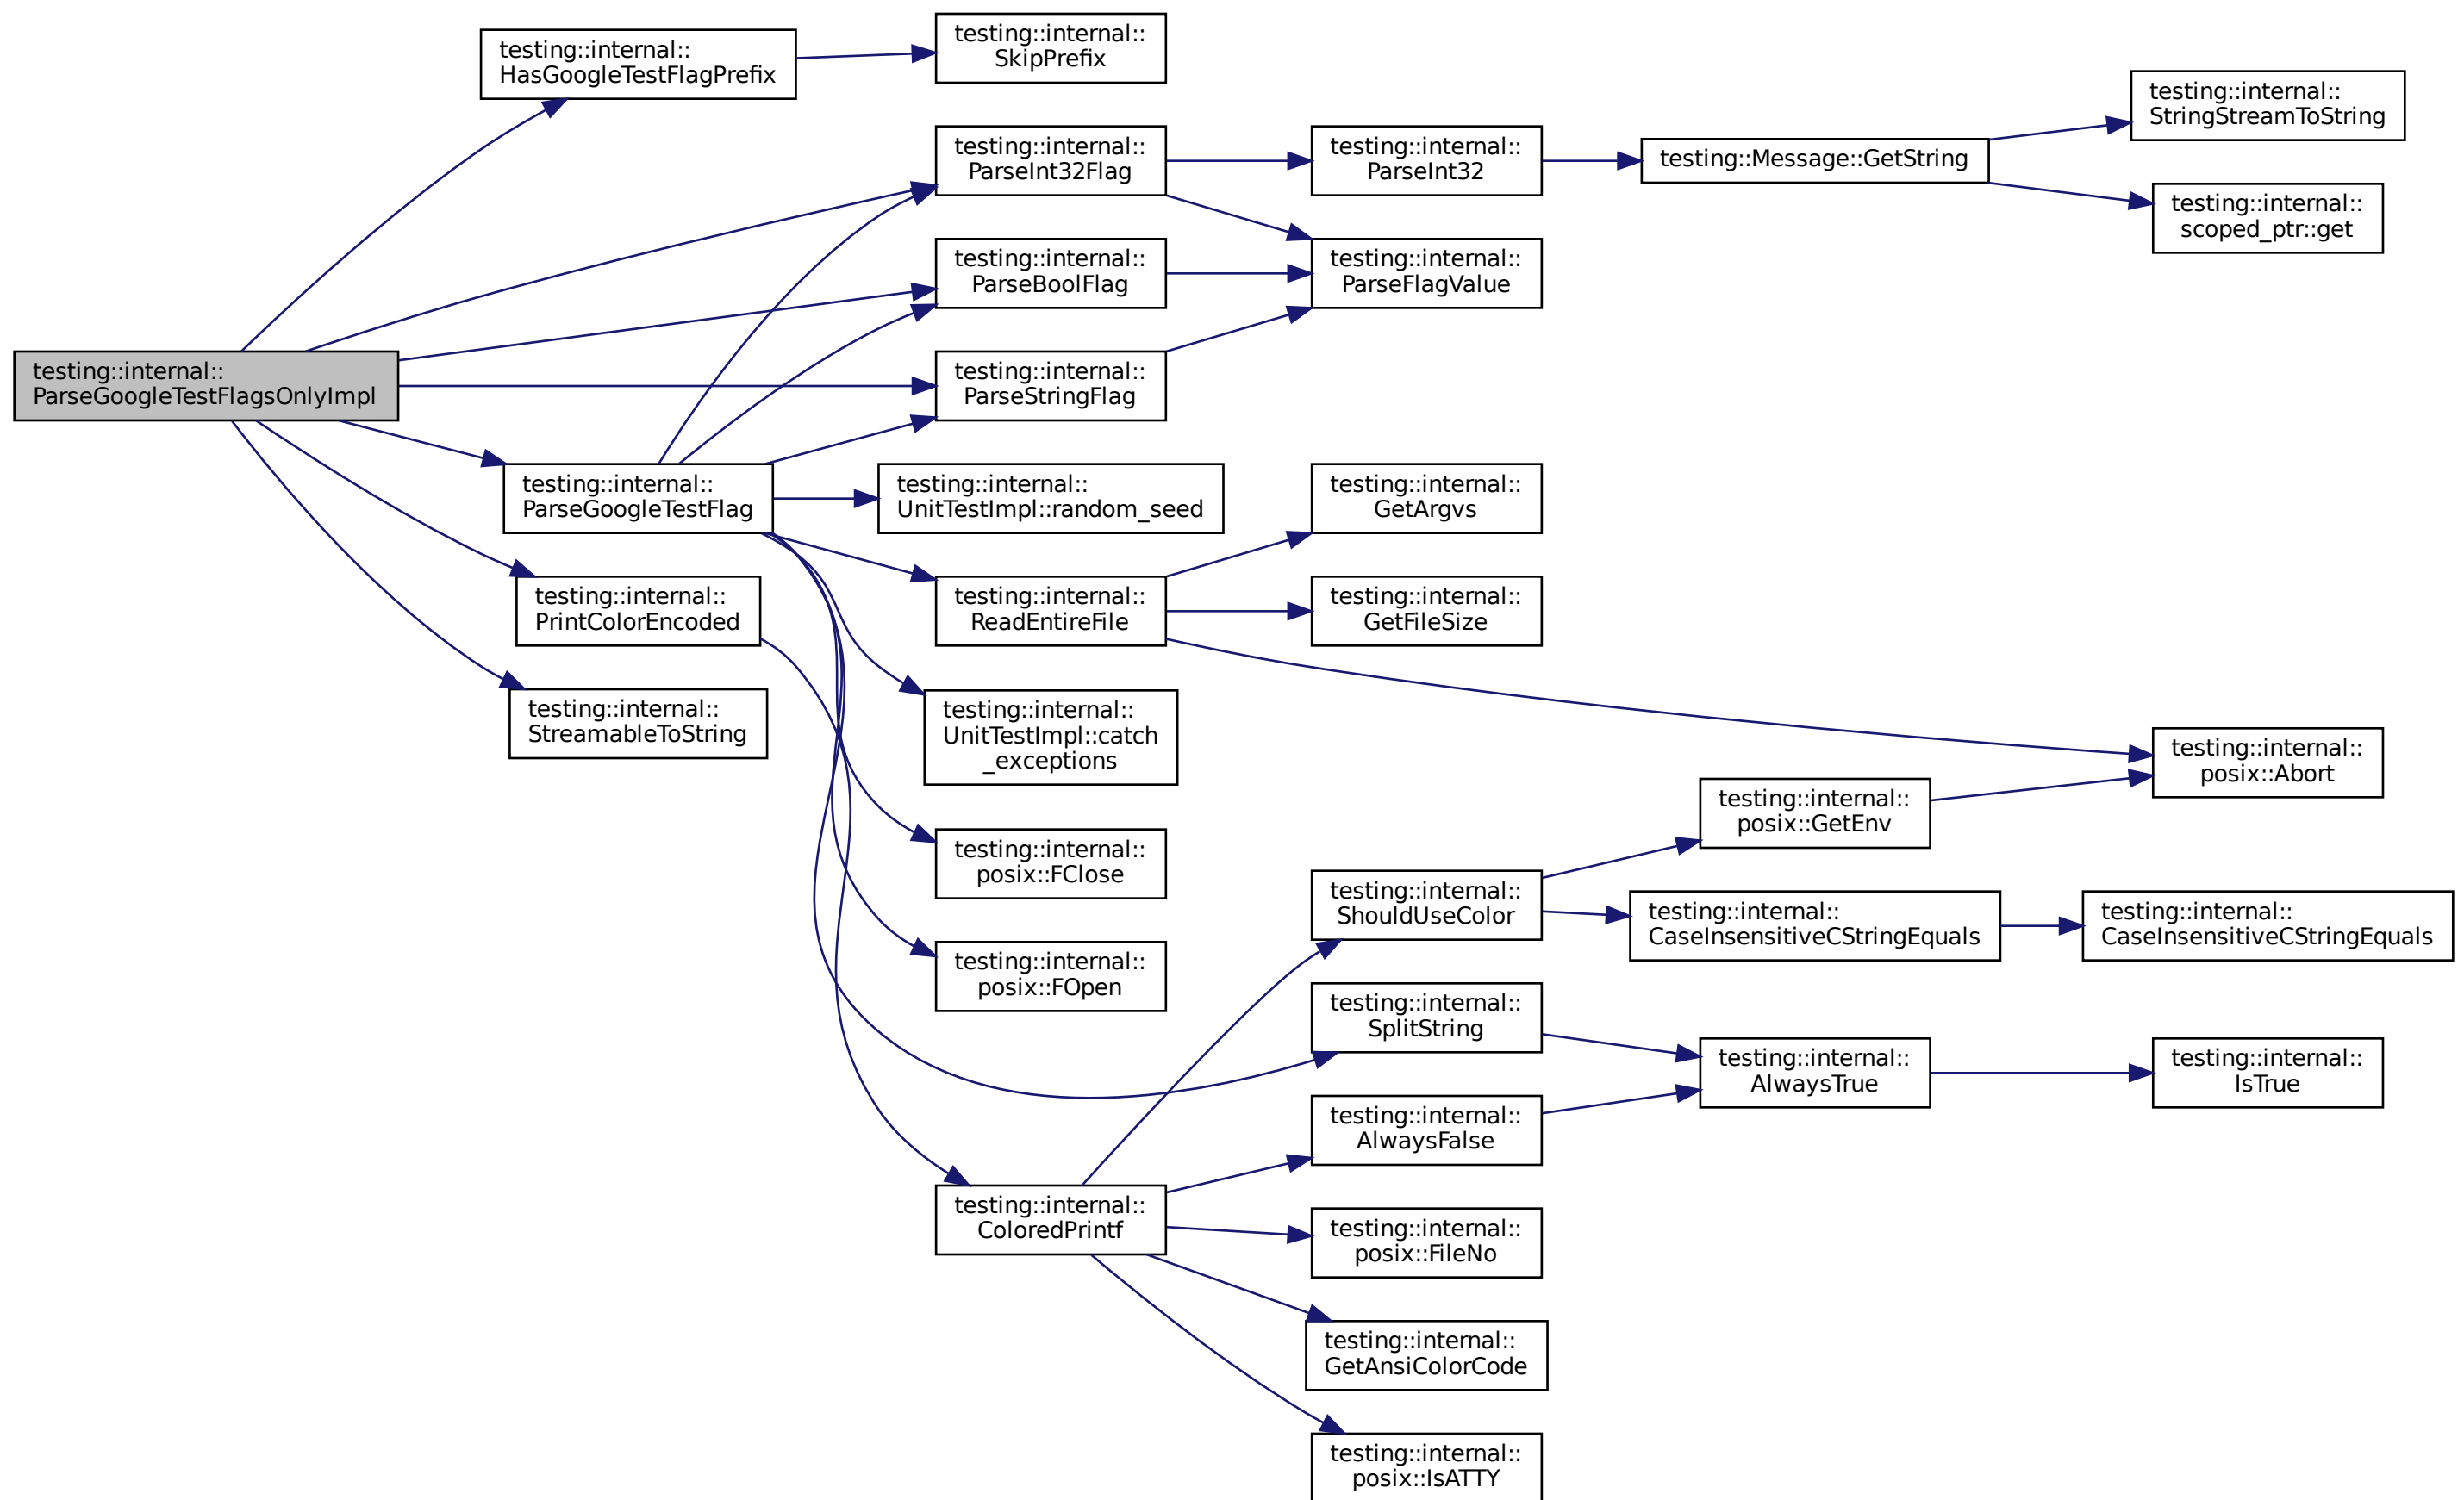 testing::internal::
SkipPrefix
testing::internal::
HasGoogleTestFlagPrefix
testing::internal::
StringStreamToString
testing::internal::
ParseInt32Flag
testing::internal::
ParseInt32
testing::Message::GetString
testing::internal::
scoped_ptr::get
testing::internal::
ParseBoolFlag
testing::internal::
ParseFlagValue
testing::internal::
ParseGoogleTestFlagsOnlyImpl
testing::internal::
ParseStringFlag
testing::internal::
ParseGoogleTestFlag
testing::internal::
UnitTestImpl::random_seed
testing::internal::
GetArgvs
testing::internal::
PrintColorEncoded
testing::internal::
ReadEntireFile
testing::internal::
GetFileSize
testing::internal::
StreamableToString
testing::internal::
UnitTestImpl::catch
_exceptions
testing::internal::
posix::Abort
testing::internal::
posix::GetEnv
testing::internal::
posix::FClose
testing::internal::
ShouldUseColor
testing::internal::
CaseInsensitiveCStringEquals
testing::internal::
CaseInsensitiveCStringEquals
testing::internal::
posix::FOpen
testing::internal::
SplitString
testing::internal::
AlwaysTrue
testing::internal::
IsTrue
testing::internal::
AlwaysFalse
testing::internal::
ColoredPrintf
testing::internal::
posix::FileNo
testing::internal::
GetAnsiColorCode
testing::internal::
posix::IsATTY